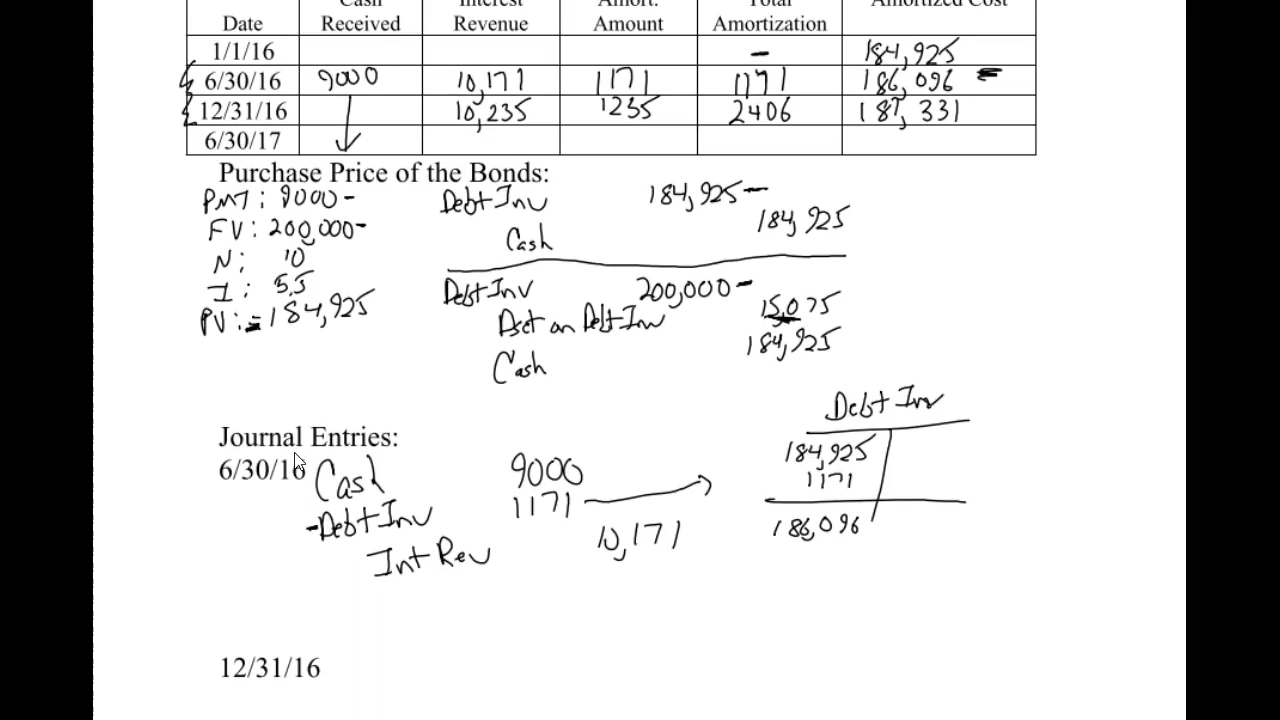 Cash Interest Amort. Total Amortized Cost
Date Received Revenue Amount Amortization
1/1/16 - 184,925
6/30/16 9000 10,171 1171 1171 186,096
12/31/16 10,235 1235 2406 187,331
6/30/17
Purchase Price of the Bonds:
PMT: 9000- Debt Inv 184,925-
FV: 200,000- Cash 184,925
N: 10
I: 5.5 Debt Inv 200,000-
PV: -184,925 Dsct on Debt Inv 15,075
Cash 184,925
Debt Inv
Journal Entries: 184,925
6/30/16 Cash 9000 1171
-Debt Inv 1171 186,096
Int Rev 10,171
12/31/16